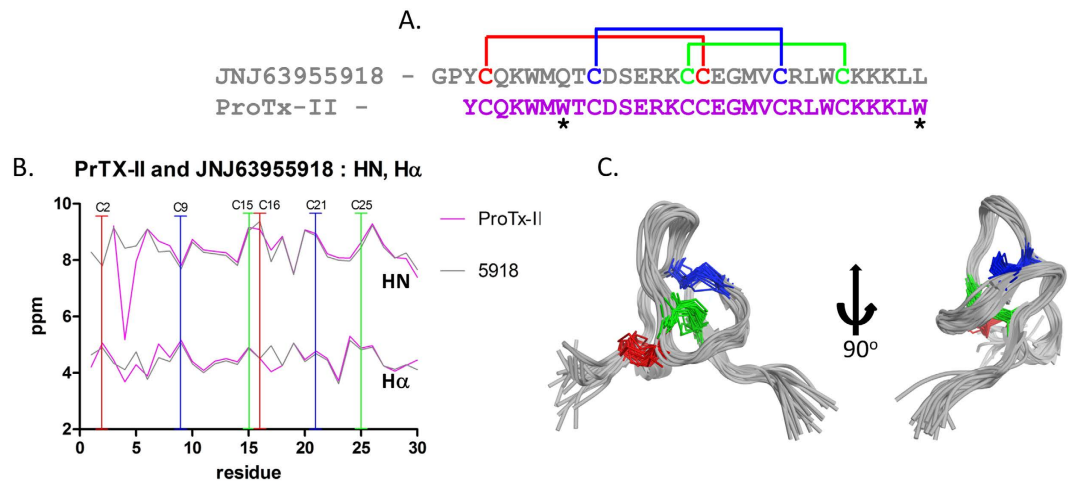 A.
JNJ63955918 - GPYCQKWMQTCDSERKCCEGMVCRLWCKKKLL
ProTx-II - YCQKWMWTCDSERKCCEGMVCRLWCKKKLW
* *
B. PrTX-II and JNJ63955918 : HN, Hα
C2 C9 C15 C16 C21 C25
10
8
6
4
2
ppm
HN
Hα
0 5 10 15 20 25 30
residue
ProTx-II
5918
C.
90°